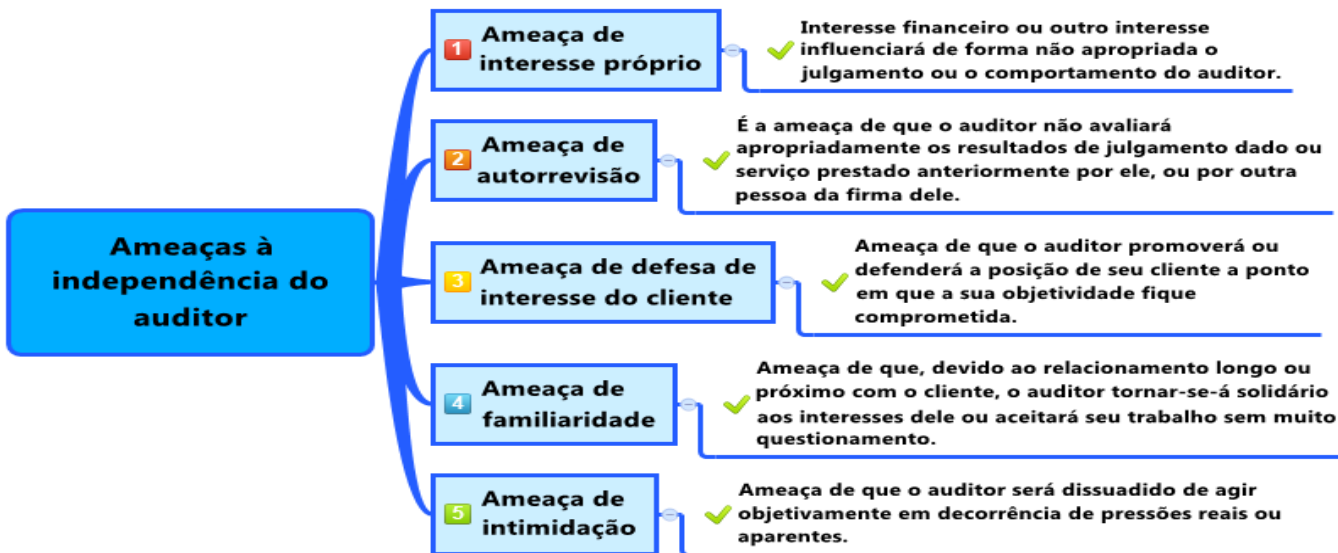 Ameaças à
independência do
auditor
1
Ameaça de
interesse próprio
Interesse financeiro ou outro interesse
influenciará de forma não apropriada o
julgamento ou o comportamento do auditor.
2
Ameaça de
autorrevisão
É a ameaça de que o auditor não avaliará
apropriadamente os resultados de julgamento dado ou
serviço prestado anteriormente por ele, ou por outra
pessoa da firma dele.
3
Ameaça de defesa de
interesse do cliente
Ameaça de que o auditor promoverá ou
defenderá a posição de seu cliente a ponto
em que a sua objetividade fique
comprometida.
4
Ameaça de
familiaridade
Ameaça de que, devido ao relacionamento longo ou
próximo com o cliente, o auditor tornar-se-á solidário
aos interesses dele ou aceitará seu trabalho sem muito
questionamento.
5
Ameaça de
intimidação
Ameaça de que o auditor será dissuadido de agir
objetivamente em decorrência de pressões reais ou
aparentes.